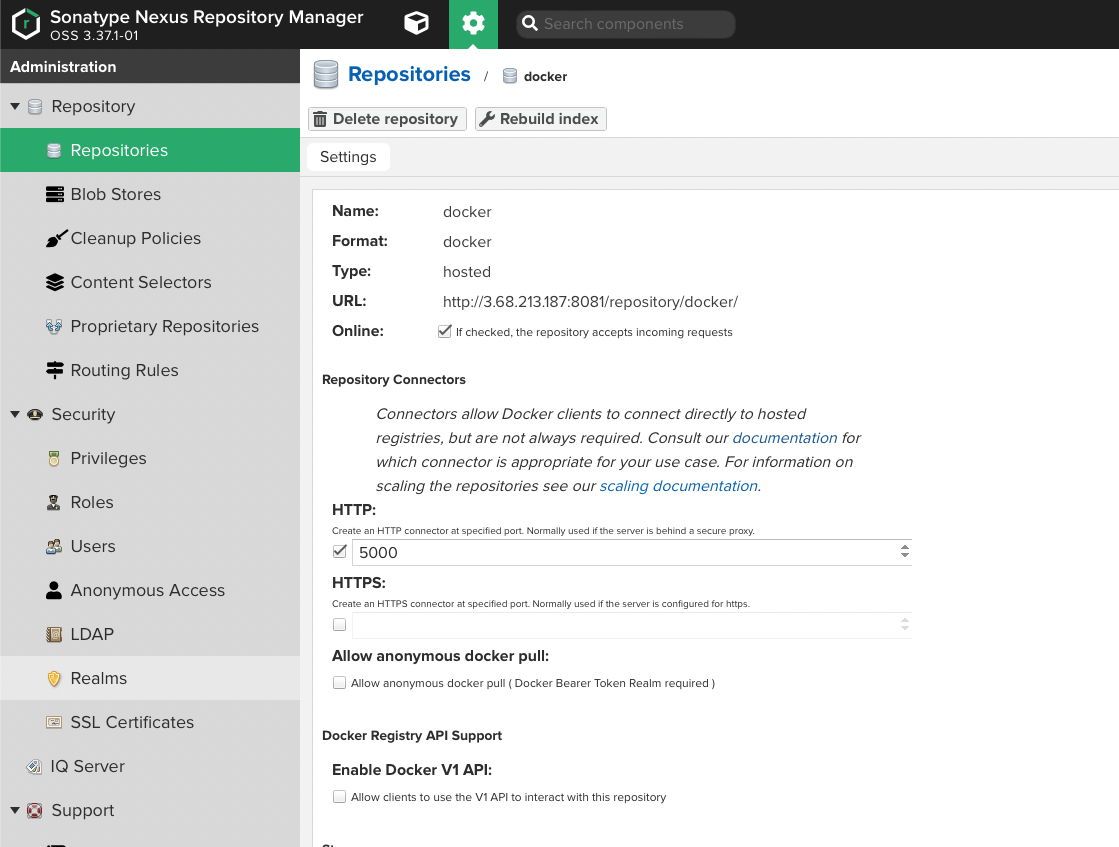 Sonatype Nexus Repository Manager
OSS 3.37.1-01
Search components
Administration
Repository
Repositories
Blob Stores
Cleanup Policies
Content Selectors
Proprietary Repositories
Routing Rules
Security
Privileges
Roles
Users
Anonymous Access
LDAP
Realms
SSL Certificates
IQ Server
Support
Repositories / docker
Delete repository
Rebuild index
Settings
Name: docker
Format: docker
Type: hosted
URL: http://3.68.213.187:8081/repository/docker/
Online: If checked, the repository accepts incoming requests
Repository Connectors
Connectors allow Docker clients to connect directly to hosted
registries, but are not always required. Consult our documentation for
which connector is appropriate for your use case. For information on
scaling the repositories see our scaling documentation.
HTTP:
Create an HTTP connector at specified port. Normally used if the server is behind a secure proxy.
5000
HTTPS:
Create an HTTPS connector at specified port. Normally used if the server is configured for https.
Allow anonymous docker pull:
Allow anonymous docker pull ( Docker Bearer Token Realm required )
Docker Registry API Support
Enable Docker V1 API:
Allow clients to use the V1 API to interact with this repository